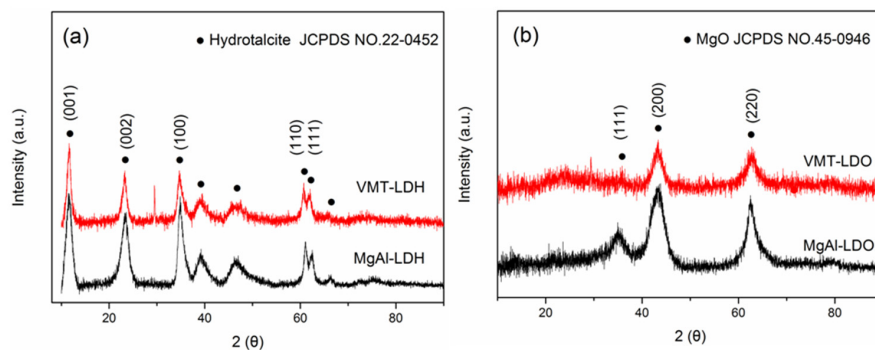 (a)
● Hydrotalcite JCPDS NO.22-0452
(001)
(002)
(100)
(110)
(111)
VMT-LDH
MgAl-LDH
Intensity (a.u.)
20
40
60
80
2 (θ)
(b)
● MgO JCPDS NO.45-0946
(111)
(200)
(220)
VMT-LDO
MgAl-LDO
Intensity (a.u.)
20
40
60
80
2 (θ)